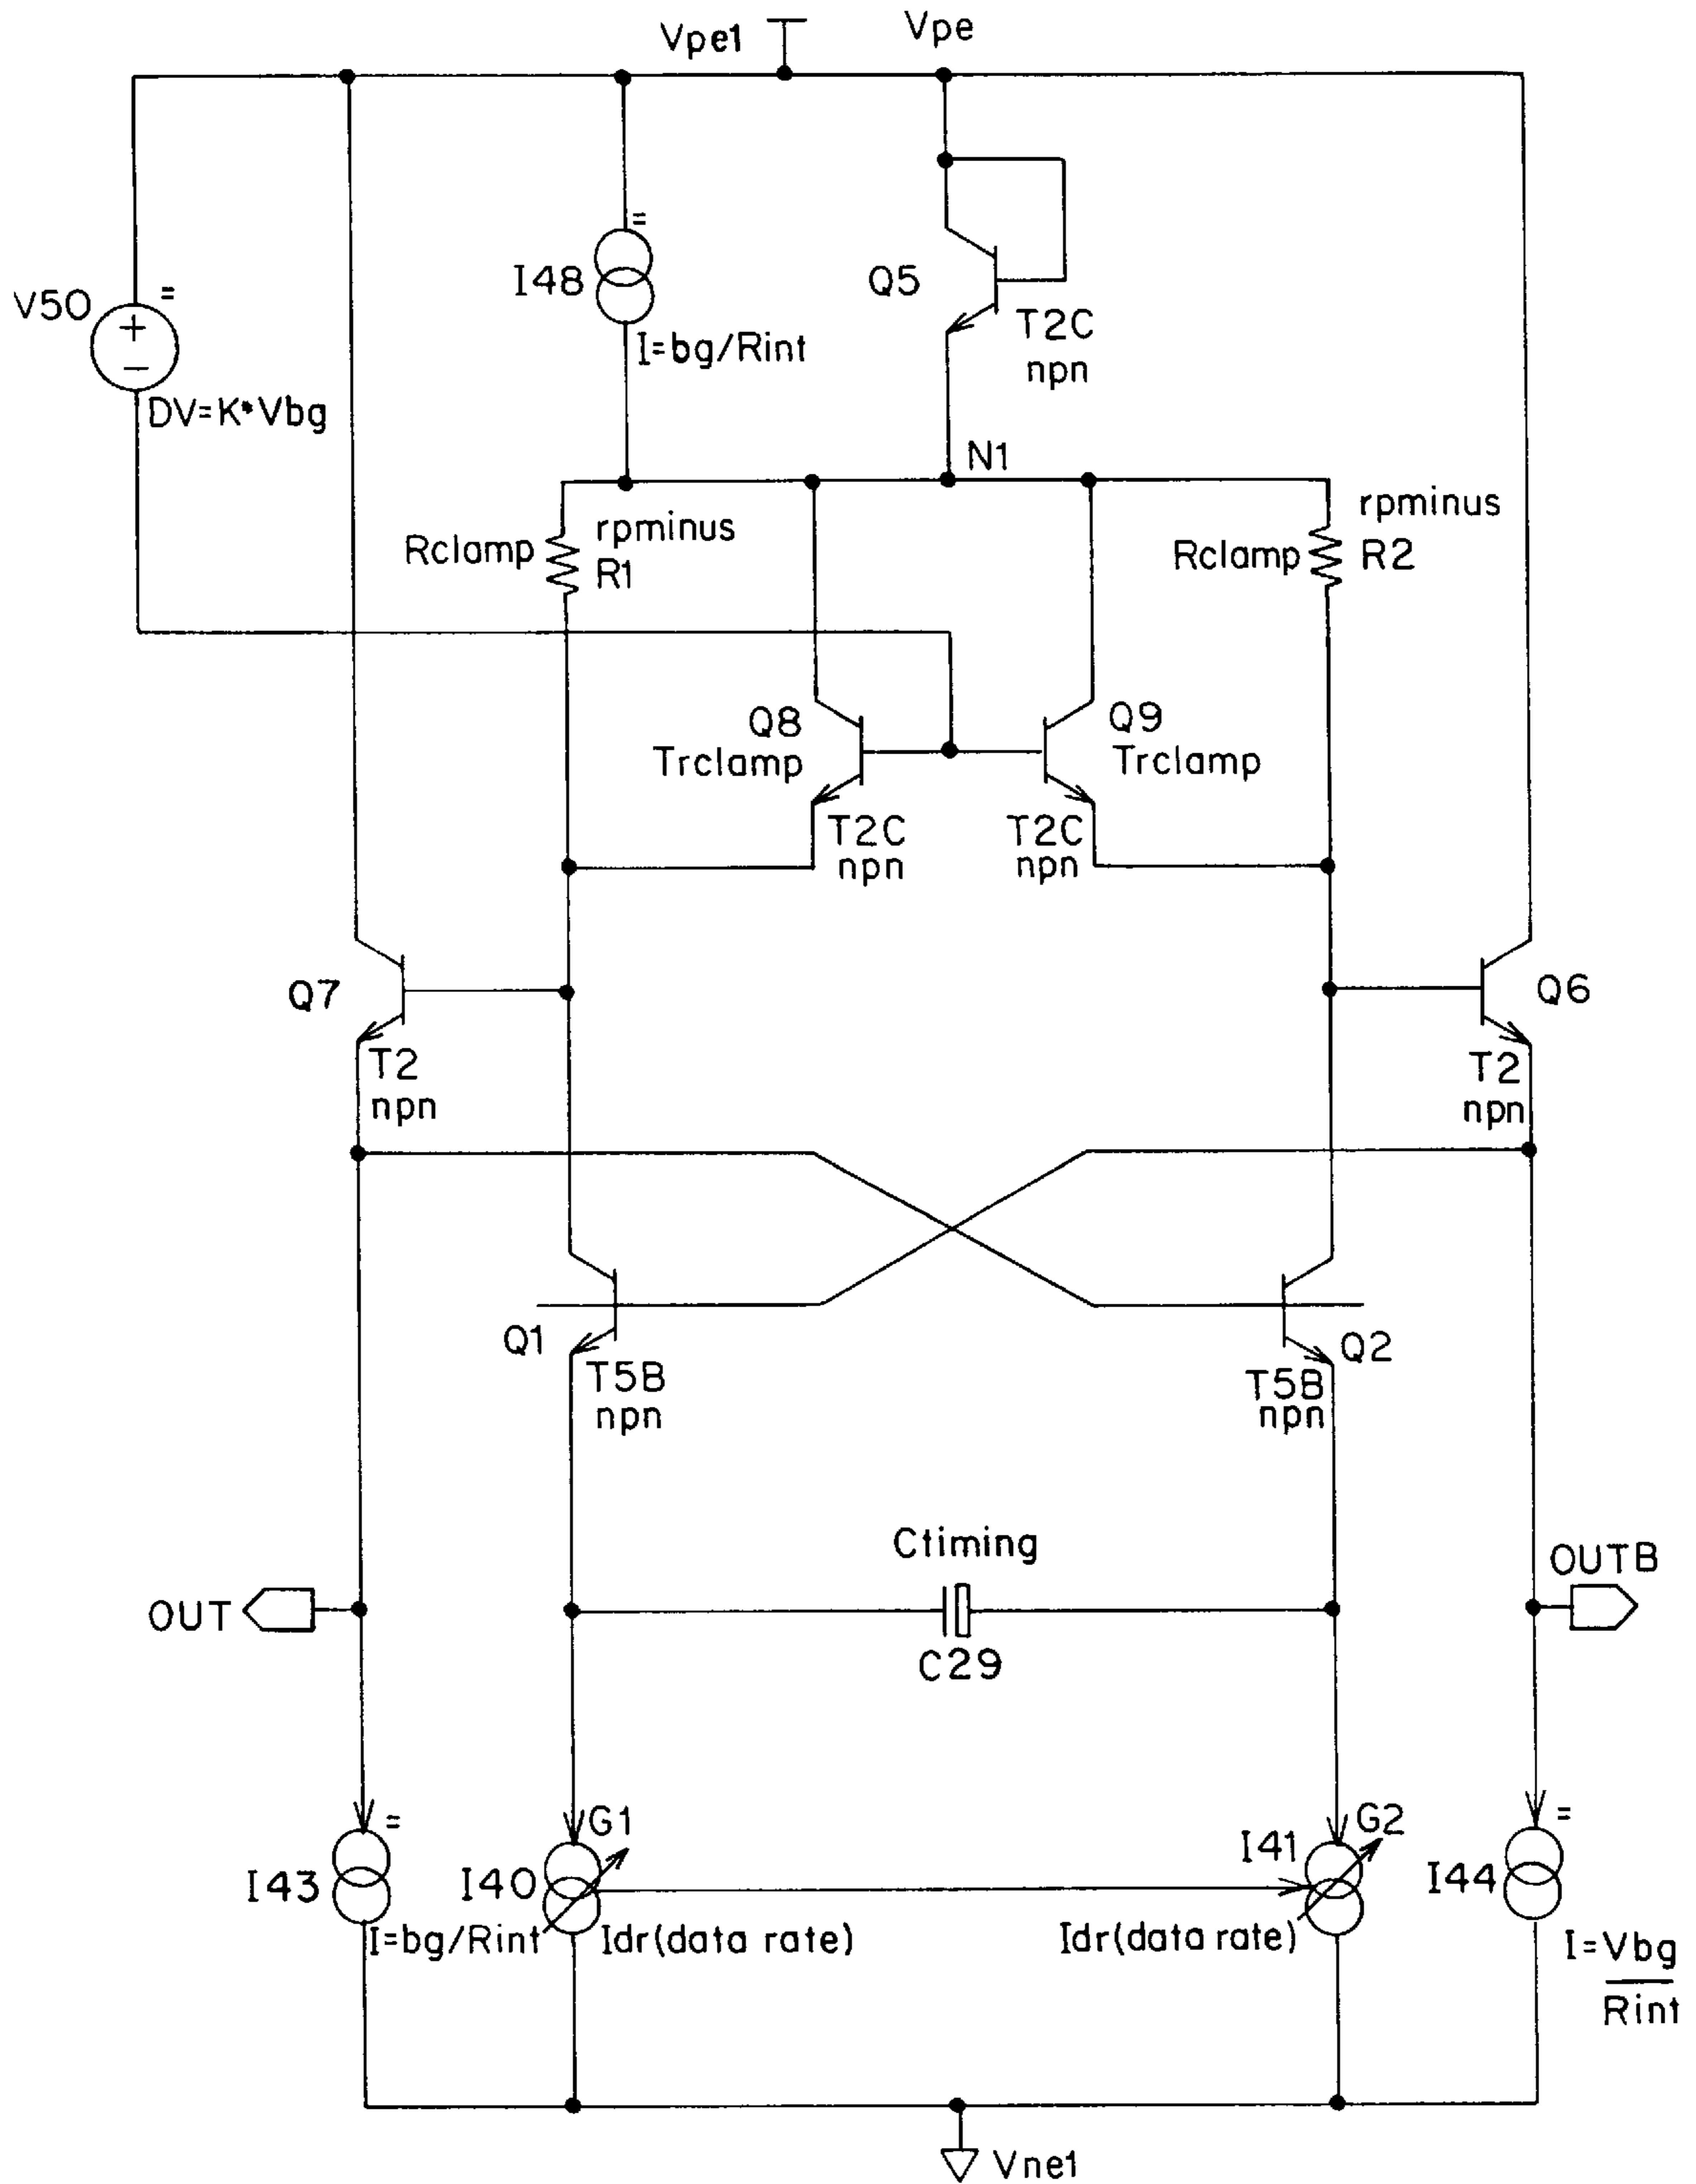 Vpe1
Vpe
V50
+
−
=
DV=K*Vbg
I48
=
I=bg/Rint
Q5
T2C
npn
N1
Rclamp
rpminus
R1
Rclamp
rpminus
R2
Q8
Trclamp
T2C
npn
Q9
Trclamp
T2C
npn
Q7
T2
npn
Q6
T2
npn
Q1
T5B
npn
Q2
T5B
npn
Ctiming
C29
OUT
OUTB
I43
=
I=bg/Rint
G1
I40
Idr(data rate)
G2
I41
Idr(data rate)
I44
=
I=Vbg
Rint
Vne1